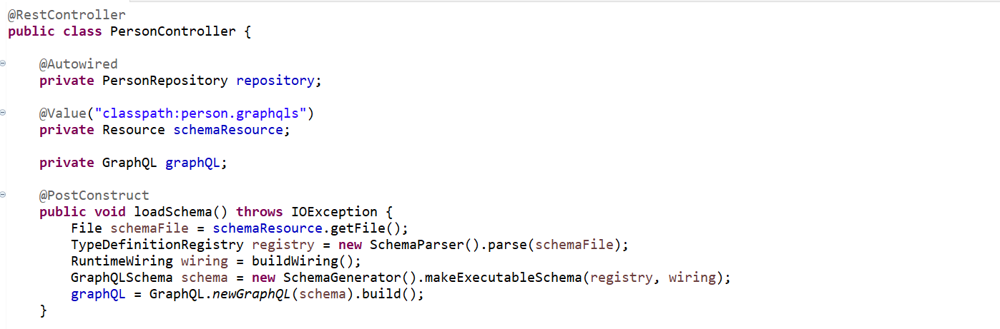 @RestController
public class PersonController {
@Autowired
private PersonRepository repository;
@Value("classpath:person.graphqls")
private Resource schemaResource;
private GraphQL graphQL;
@PostConstruct
public void loadSchema() throws IOException {
File schemaFile = schemaResource.getFile();
TypeDefinitionRegistry registry = new SchemaParser().parse(schemaFile);
RuntimeWiring wiring = buildWiring();
GraphQLSchema schema = new SchemaGenerator().makeExecutableSchema(registry, wiring);
graphQL = GraphQL.newGraphQL(schema).build();
}